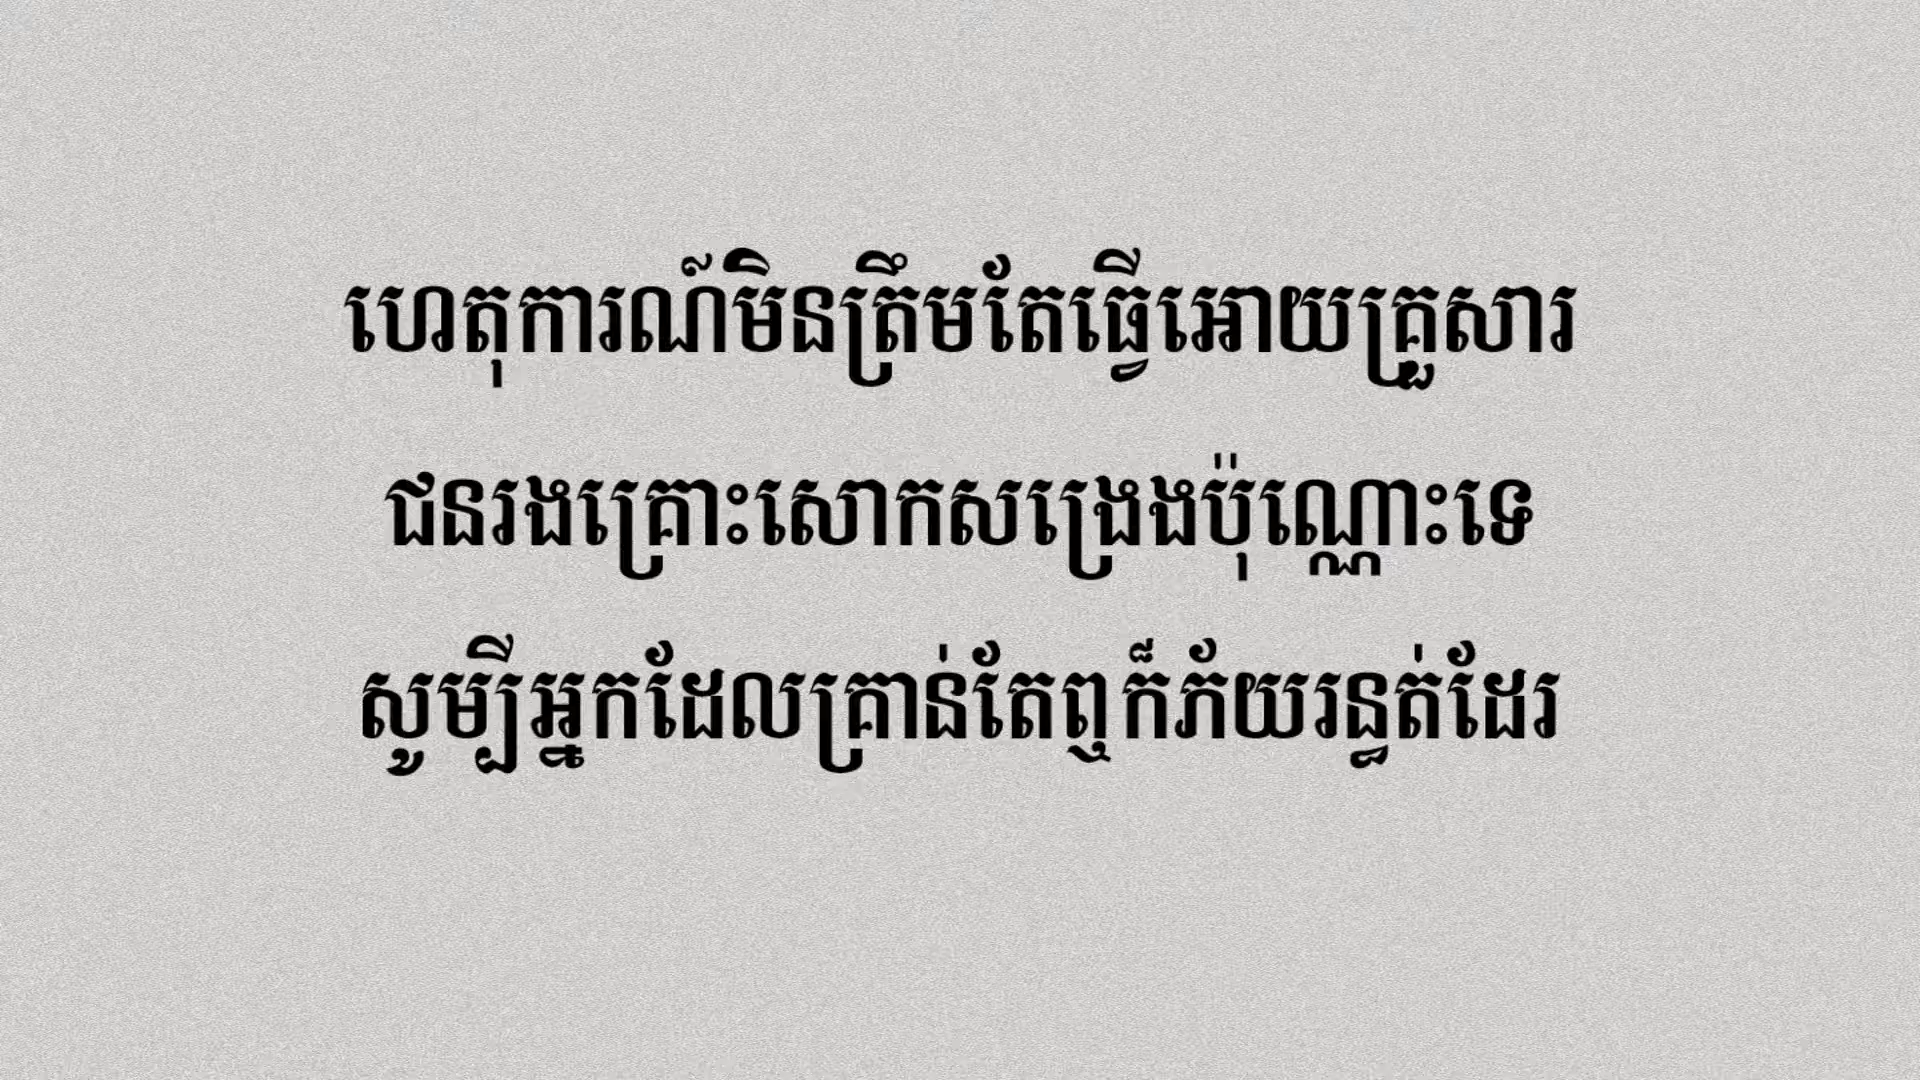 ហេតុការណ៍មិនត្រឹមតែធ្វើអោយគ្រួសារ
ជនរងគ្រោះសោកសង្រេងប៉ុណ្ណោះទេ
សូម្បីអ្នកដែលគ្រាន់តែឮក៏ភ័យរន្ធត់ដែរ